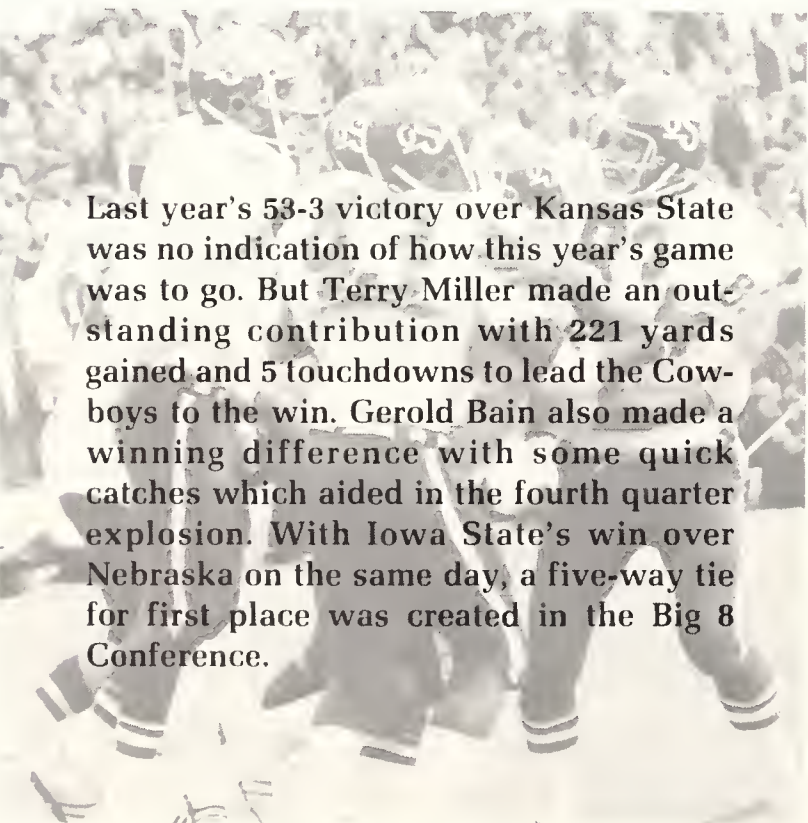 Last year's 53-3 victory over Kansas State
was no indication of how this year's game
was to go. But Terry Miller made an out-
standing contribution with 221 yards
gained and 5 touchdowns to lead the Cow-
boys to the win. Gerold Bain also made a
winning difference with some quick
catches which aided in the fourth quarter
explosion. With Iowa State's win over
Nebraska on the same day, a five-way tie
for first place was created in the Big 8
Conference.